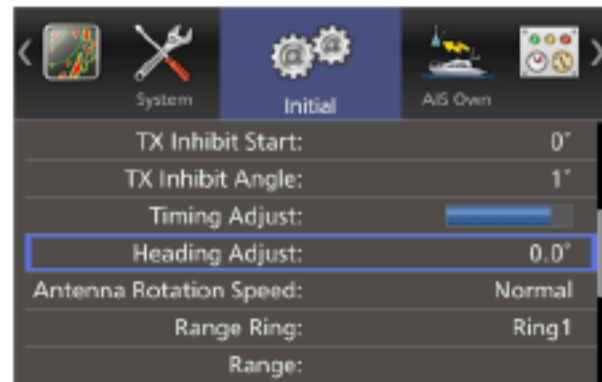 System
Initial
AIS Own
TX Inhibit Start: 0°
TX Inhibit Angle: 1°
Timing Adjust:
Heading Adjust: 0.0°
Antenna Rotation Speed: Normal
Range Ring: Ring1
Range: